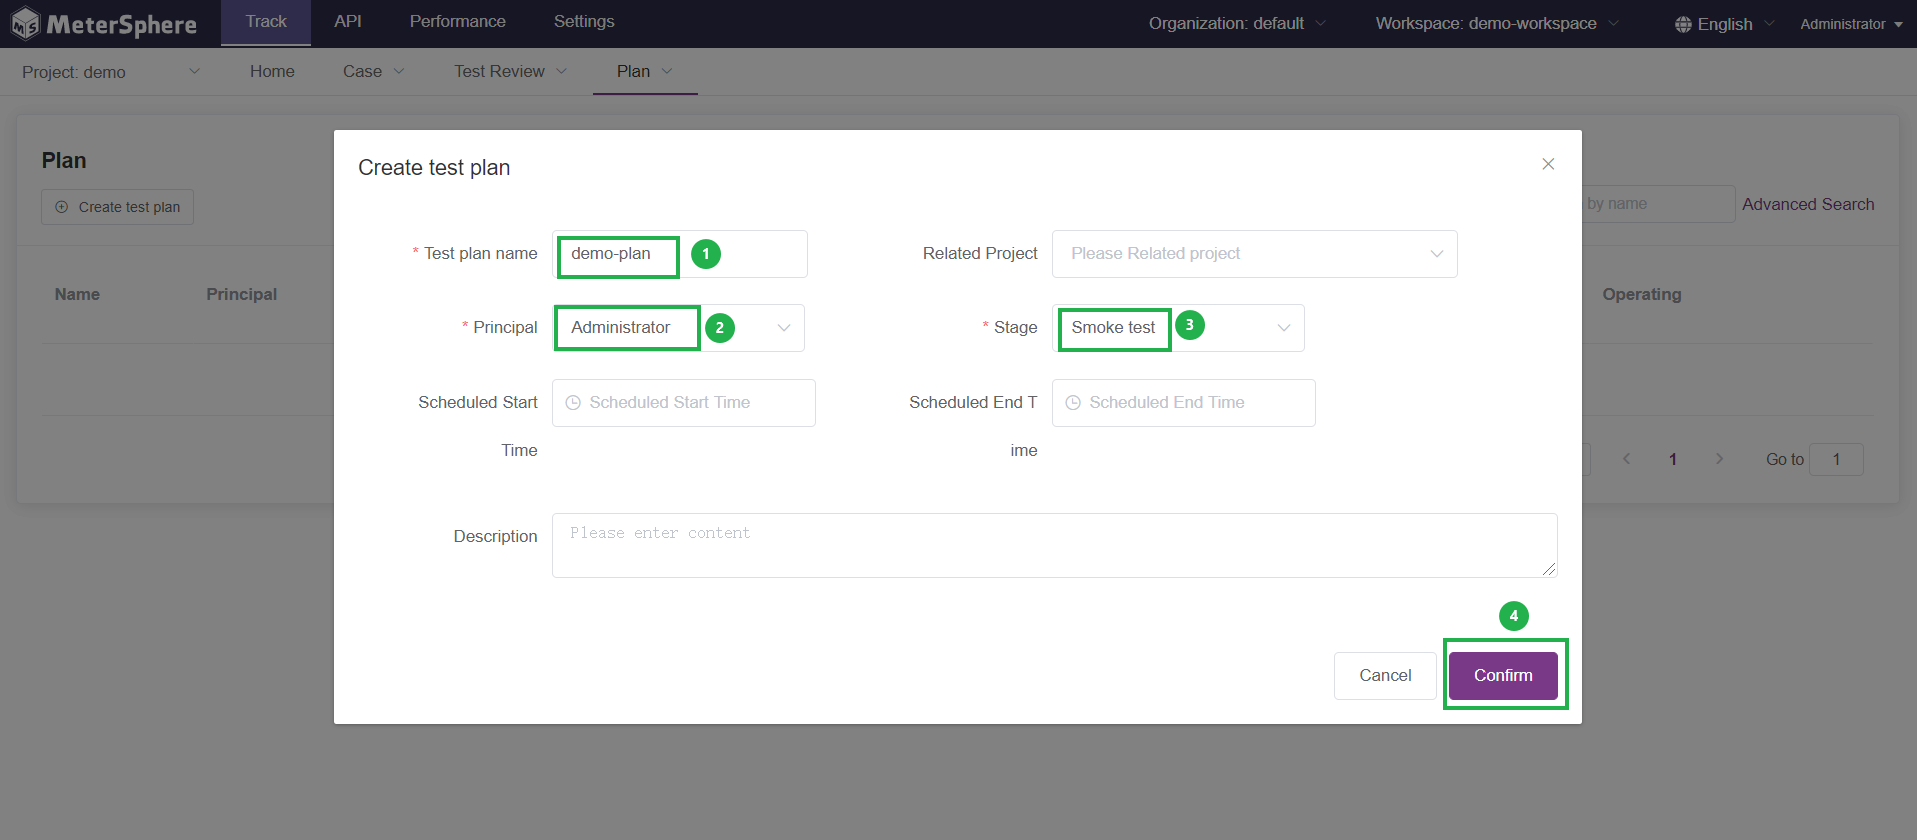 MeterSphere Track API Performance Settings Organization: default Workspace: demo-workspace English Administrator
Project: demo Home Case Test Review Plan
Plan
Create test plan
by name Advanced Search
Name Principal Operating
Create test plan
* Test plan name demo-plan 1 Related Project Please Related project
* Principal Administrator 2 * Stage Smoke test 3
Scheduled Start Scheduled Start Time Scheduled End T Scheduled End Time
Time ime
1 Go to 1
Description Please enter content
4
Cancel Confirm